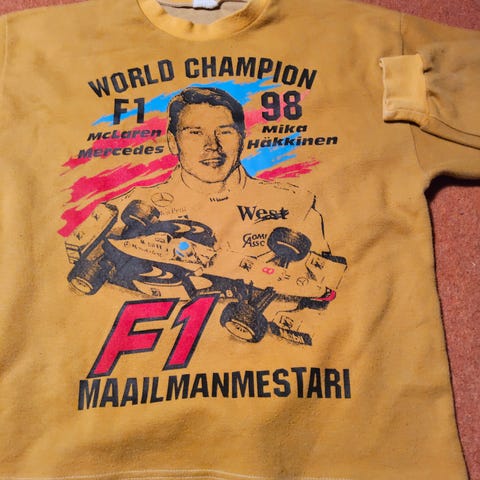 WORLD CHAMPION
F1 98
McLaren Mika
Mercedes Häkkinen
West
F1
MAAILMANMESTARI